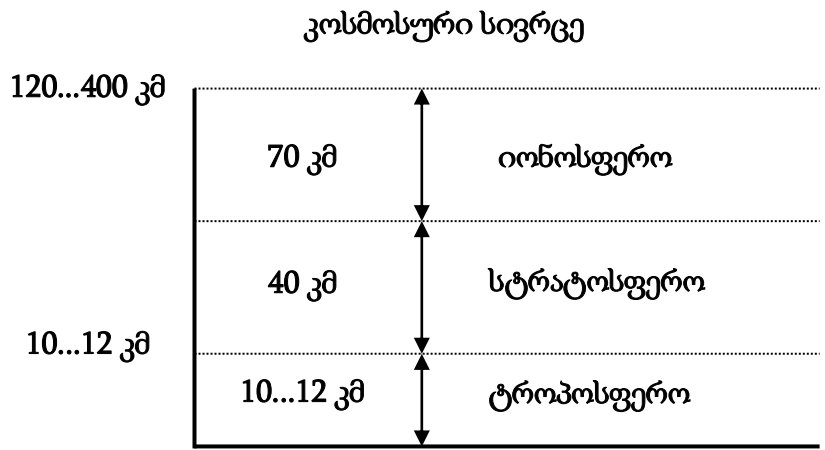 კოსმოსური სივრცე
120...400 კმ
70 კმ
იონოსფერო
40 კმ
სტრატოსფერო
10...12 კმ
10...12 კმ
ტროპოსფერო